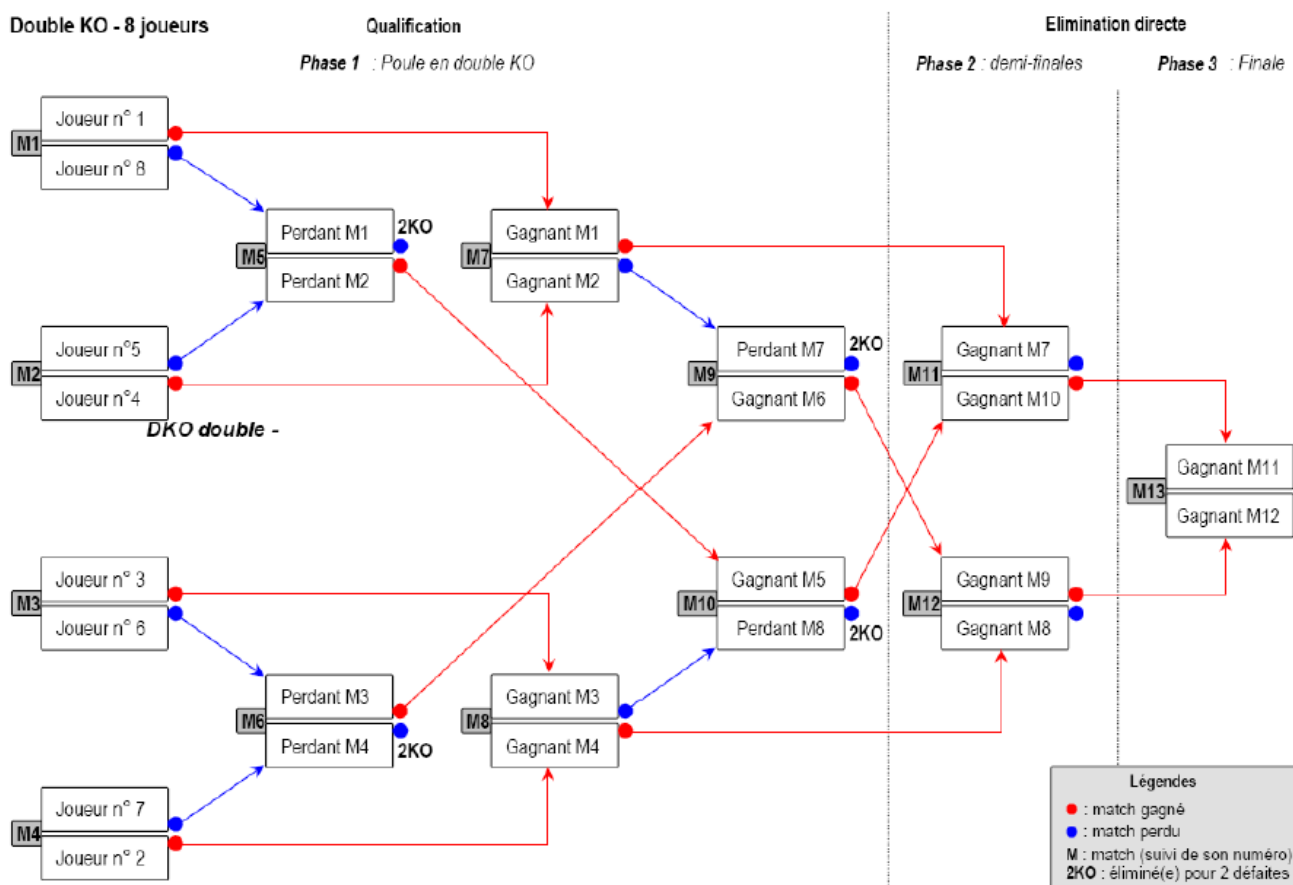 Double KO - 8 joueurs
Qualification
Elimination directe
Phase 1 : Poule en double KO
Phase 2 : demi-finales
Phase 3 : Finale
M1
Joueur n° 1
Joueur n° 8
M5
Perdant M1
Perdant M2
2KO
M7
Gagnant M1
Gagnant M2
M2
Joueur n°5
Joueur n°4
DKO double -
M9
Perdant M7
Gagnant M6
2KO
M11
Gagnant M7
Gagnant M10
M13
Gagnant M11
Gagnant M12
M3
Joueur n° 3
Joueur n° 6
M10
Gagnant M5
Perdant M8
2KO
M12
Gagnant M9
Gagnant M8
M6
Perdant M3
Perdant M4
2KO
M8
Gagnant M3
Gagnant M4
M4
Joueur n° 7
Joueur n° 2
Légendes
: match gagné
: match perdu
M : match (suivi de son numéro)
2KO : éliminé(e) pour 2 défaites